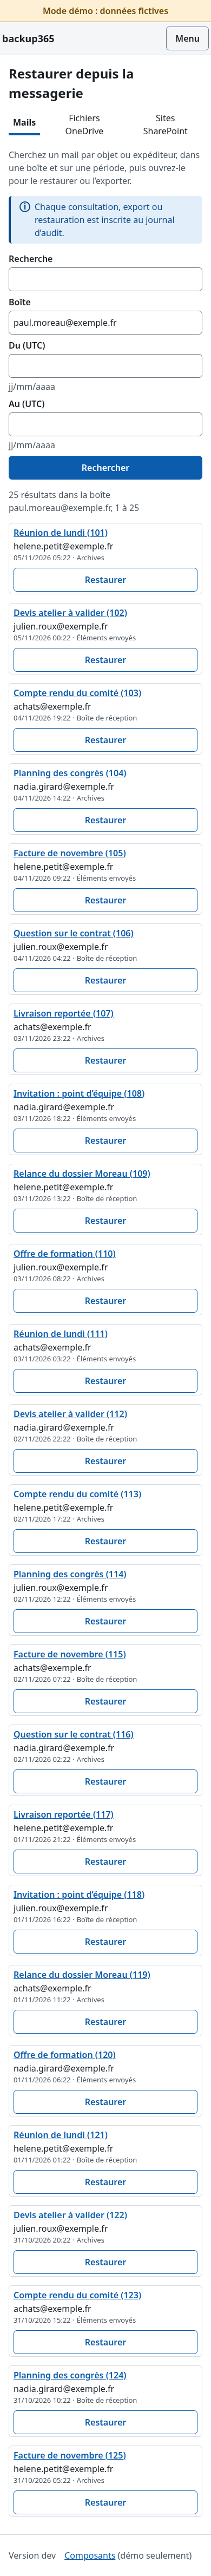 Mode démo : données fictives
backup365
Menu
Restaurer depuis la
messagerie
Mails
Fichiers
OneDrive
Sites
SharePoint
Cherchez un mail par objet ou expéditeur, dans
une boîte et sur une période, puis ouvrez-le
pour le restaurer ou l’exporter.
Chaque consultation, export ou
restauration est inscrite au journal
d’audit.
Recherche
Boîte
paul.moreau@exemple.fr
Du (UTC)
jj/mm/aaaa
Au (UTC)
jj/mm/aaaa
Rechercher
25 résultats dans la boîte
paul.moreau@exemple.fr, 1 à 25
Réunion de lundi (101)
helene.petit@exemple.fr
05/11/2026 05:22 · Archives
Restaurer
Devis atelier à valider (102)
julien.roux@exemple.fr
05/11/2026 00:22 · Éléments envoyés
Restaurer
Compte rendu du comité (103)
achats@exemple.fr
04/11/2026 19:22 · Boîte de réception
Restaurer
Planning des congrès (104)
nadia.girard@exemple.fr
04/11/2026 14:22 · Archives
Restaurer
Facture de novembre (105)
helene.petit@exemple.fr
04/11/2026 09:22 · Éléments envoyés
Restaurer
Question sur le contrat (106)
julien.roux@exemple.fr
04/11/2026 04:22 · Boîte de réception
Restaurer
Livraison reportée (107)
achats@exemple.fr
03/11/2026 23:22 · Archives
Restaurer
Invitation : point d’équipe (108)
nadia.girard@exemple.fr
03/11/2026 18:22 · Éléments envoyés
Restaurer
Relance du dossier Moreau (109)
helene.petit@exemple.fr
03/11/2026 13:22 · Boîte de réception
Restaurer
Offre de formation (110)
julien.roux@exemple.fr
03/11/2026 08:22 · Archives
Restaurer
Réunion de lundi (111)
achats@exemple.fr
03/11/2026 03:22 · Éléments envoyés
Restaurer
Devis atelier à valider (112)
nadia.girard@exemple.fr
02/11/2026 22:22 · Boîte de réception
Restaurer
Compte rendu du comité (113)
helene.petit@exemple.fr
02/11/2026 17:22 · Archives
Restaurer
Planning des congrès (114)
julien.roux@exemple.fr
02/11/2026 12:22 · Éléments envoyés
Restaurer
Facture de novembre (115)
achats@exemple.fr
02/11/2026 07:22 · Boîte de réception
Restaurer
Question sur le contrat (116)
nadia.girard@exemple.fr
02/11/2026 02:22 · Archives
Restaurer
Livraison reportée (117)
helene.petit@exemple.fr
01/11/2026 21:22 · Éléments envoyés
Restaurer
Invitation : point d’équipe (118)
julien.roux@exemple.fr
01/11/2026 16:22 · Boîte de réception
Restaurer
Relance du dossier Moreau (119)
achats@exemple.fr
01/11/2026 11:22 · Archives
Restaurer
Offre de formation (120)
nadia.girard@exemple.fr
01/11/2026 06:22 · Éléments envoyés
Restaurer
Réunion de lundi (121)
helene.petit@exemple.fr
01/11/2026 01:22 · Boîte de réception
Restaurer
Devis atelier à valider (122)
julien.roux@exemple.fr
31/10/2026 20:22 · Archives
Restaurer
Compte rendu du comité (123)
achats@exemple.fr
31/10/2026 15:22 · Éléments envoyés
Restaurer
Planning des congrès (124)
nadia.girard@exemple.fr
31/10/2026 10:22 · Boîte de réception
Restaurer
Facture de novembre (125)
helene.petit@exemple.fr
31/10/2026 05:22 · Archives
Restaurer
Version dev Composants (démo seulement)